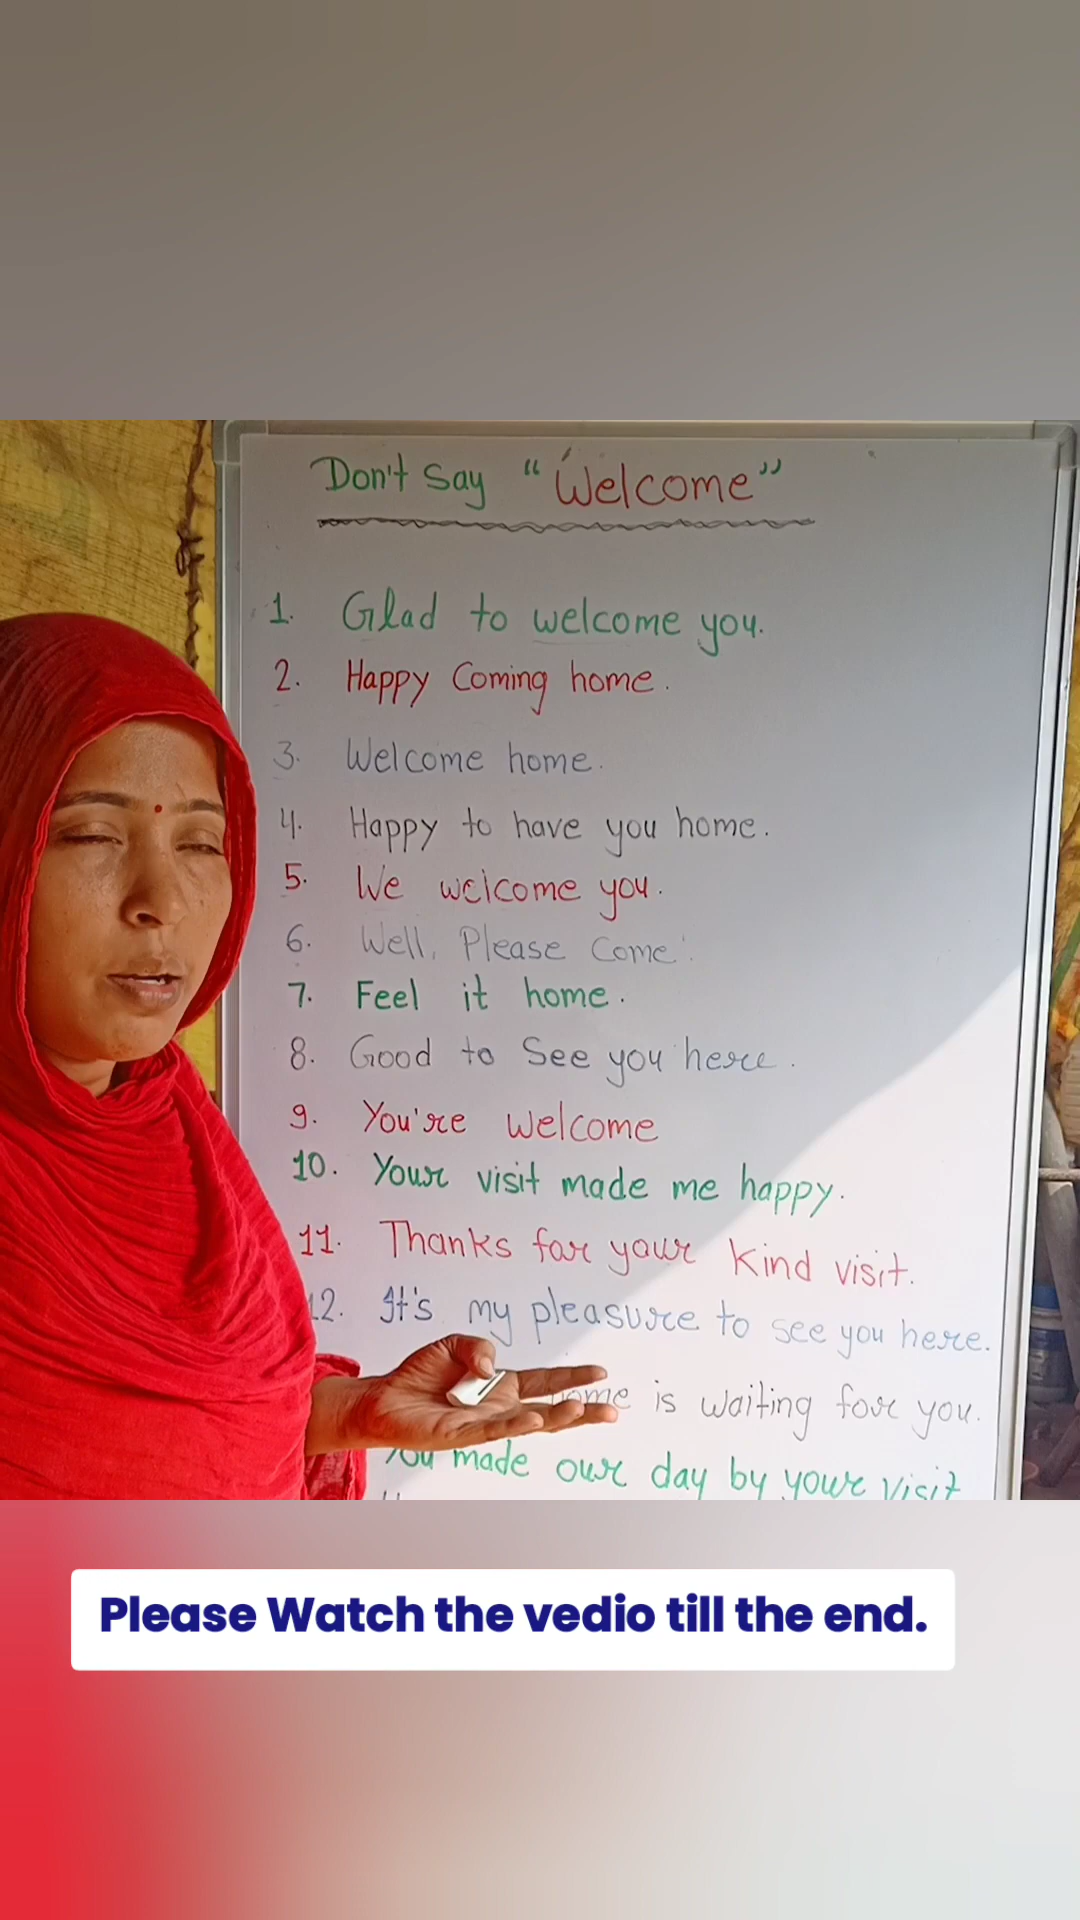 Don't Say "Welcome"
1. Glad to welcome you.
2. Happy Coming home.
3. Welcome home.
4. Happy to have you home.
5. We welcome you.
6. Well, Please Come.
7. Feel it home.
8. Good to See you here.
9. You're welcome
10. Your visit made me happy.
11. Thanks for your kind visit.
12. It's my pleasure to see you here.
home is waiting for you.
You made our day by your visit
Please Watch the vedio till the end.